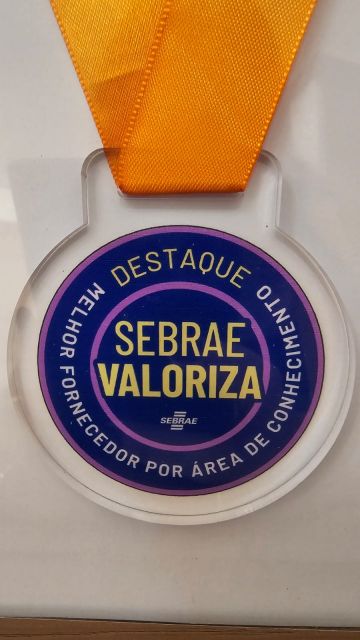 DESTAQUE
SEBRAE
VALORIZA
SEBRAE
MELHOR FORNECEDOR POR ÁREA DE CONHECIMENTO